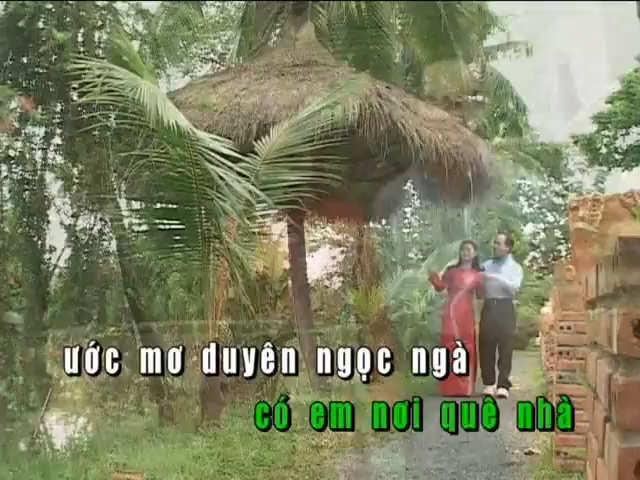 ước mơ duyên ngọc ngà
có em nơi quê nhà